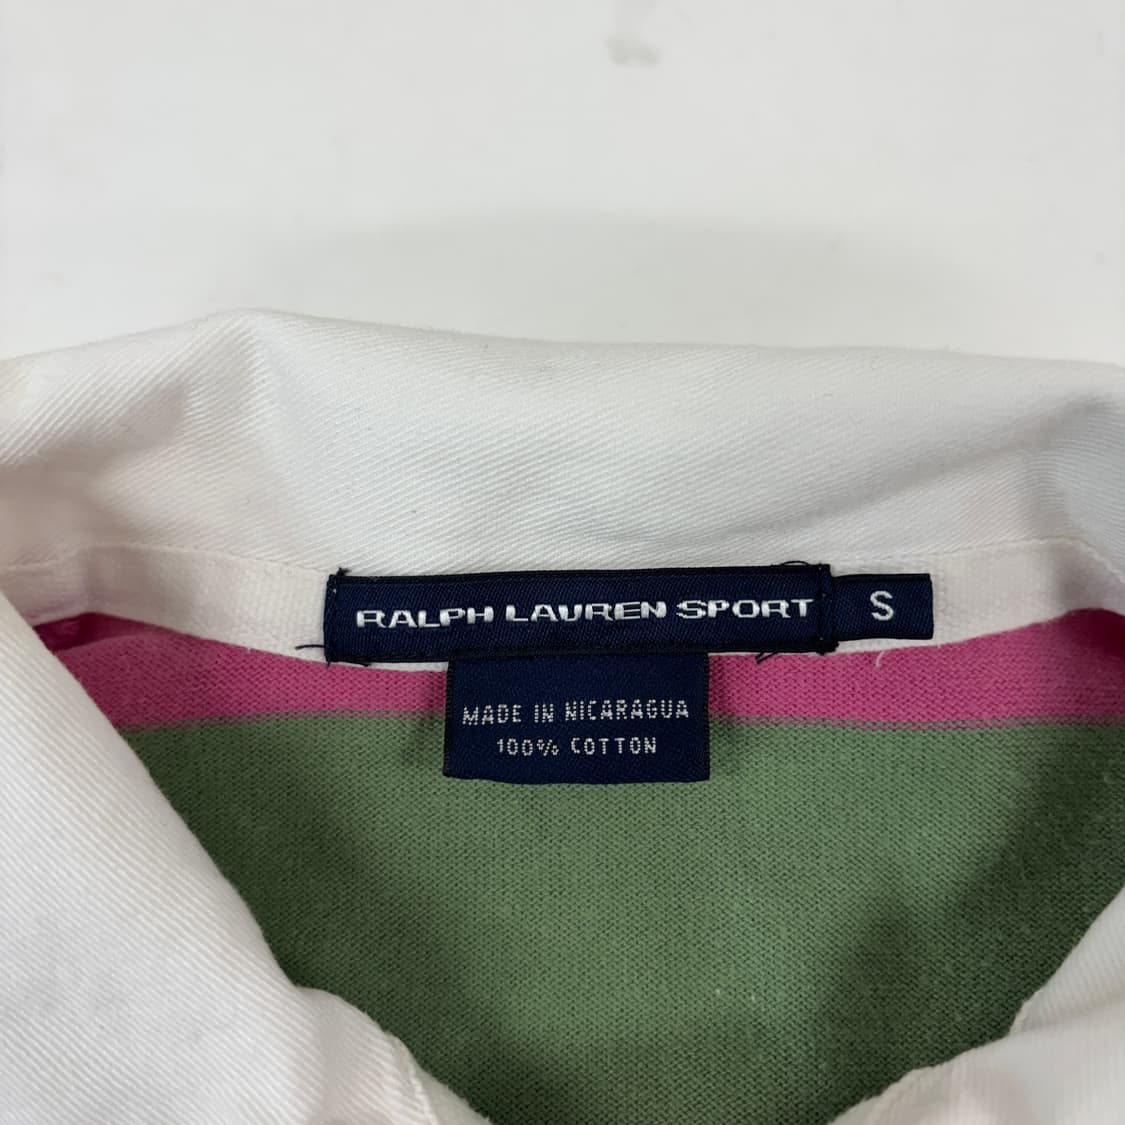 RALPH LAUREN SPORT S
MADE IN NICARAGUA
100% COTTON